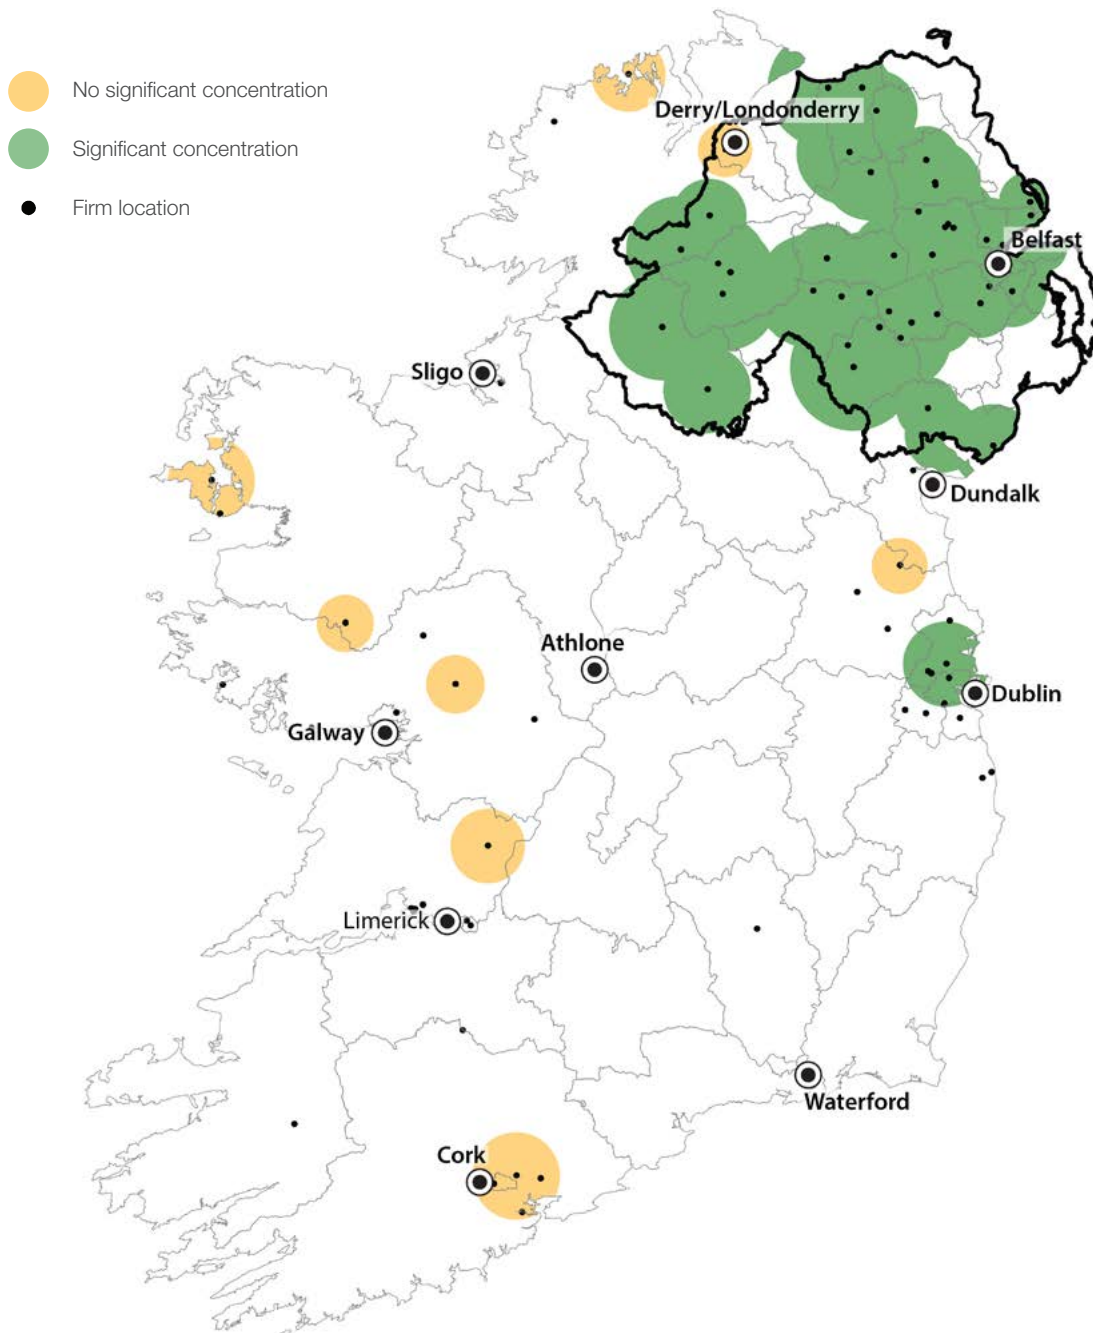 No significant concentration
Significant concentration
Firm location
Derry/Londonderry
Belfast
Sligo
Dundalk
Athlone
Dublin
Galway
Limerick
Waterford
Cork